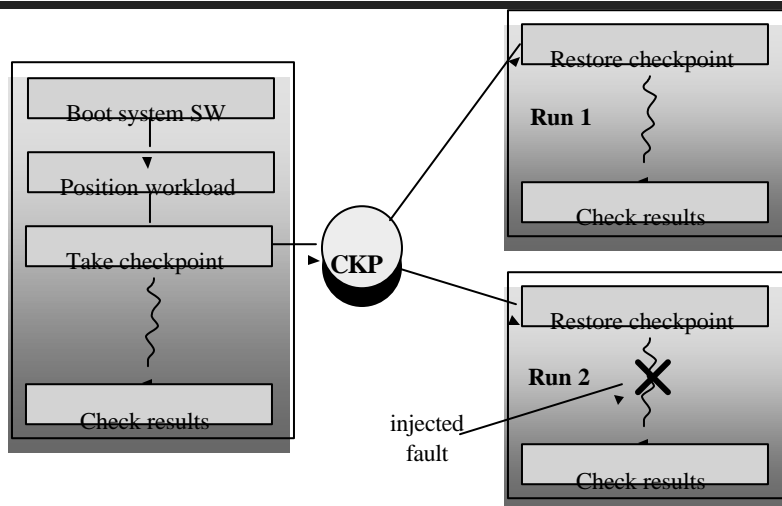 Boot system SW
Position workload
Take checkpoint
Check results
CKP
Restore checkpoint
Run 1
Check results
Restore checkpoint
Run 2
injected
fault
Check results